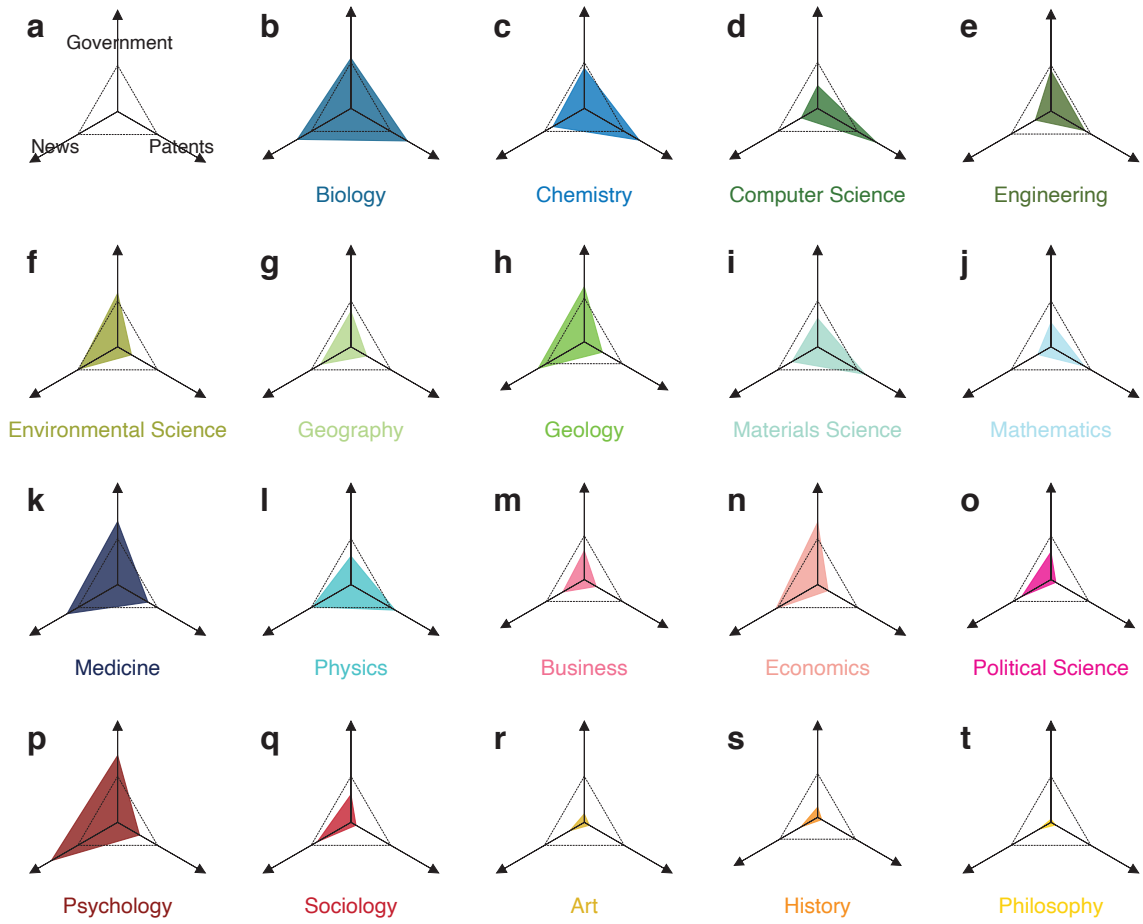 a
Government
News
Patents
b
Biology
c
Chemistry
d
Computer Science
e
Engineering
f
Environmental Science
g
Geography
h
Geology
i
Materials Science
j
Mathematics
k
Medicine
l
Physics
m
Business
n
Economics
o
Political Science
p
Psychology
q
Sociology
r
Art
s
History
t
Philosophy